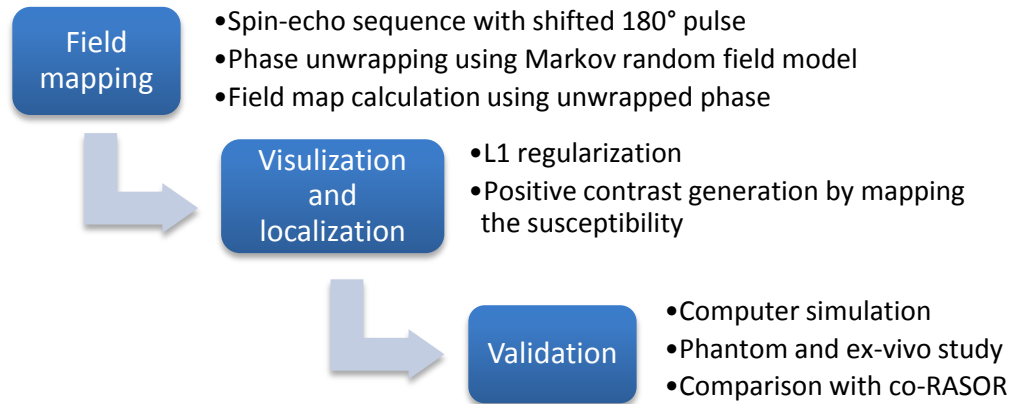 Field
mapping
•Spin-echo sequence with shifted 180° pulse
•Phase unwrapping using Markov random field model
•Field map calculation using unwrapped phase
Visulization
and
localization
•L1 regularization
•Positive contrast generation by mapping
the susceptibility
Validation
•Computer simulation
•Phantom and ex-vivo study
•Comparison with co-RASOR